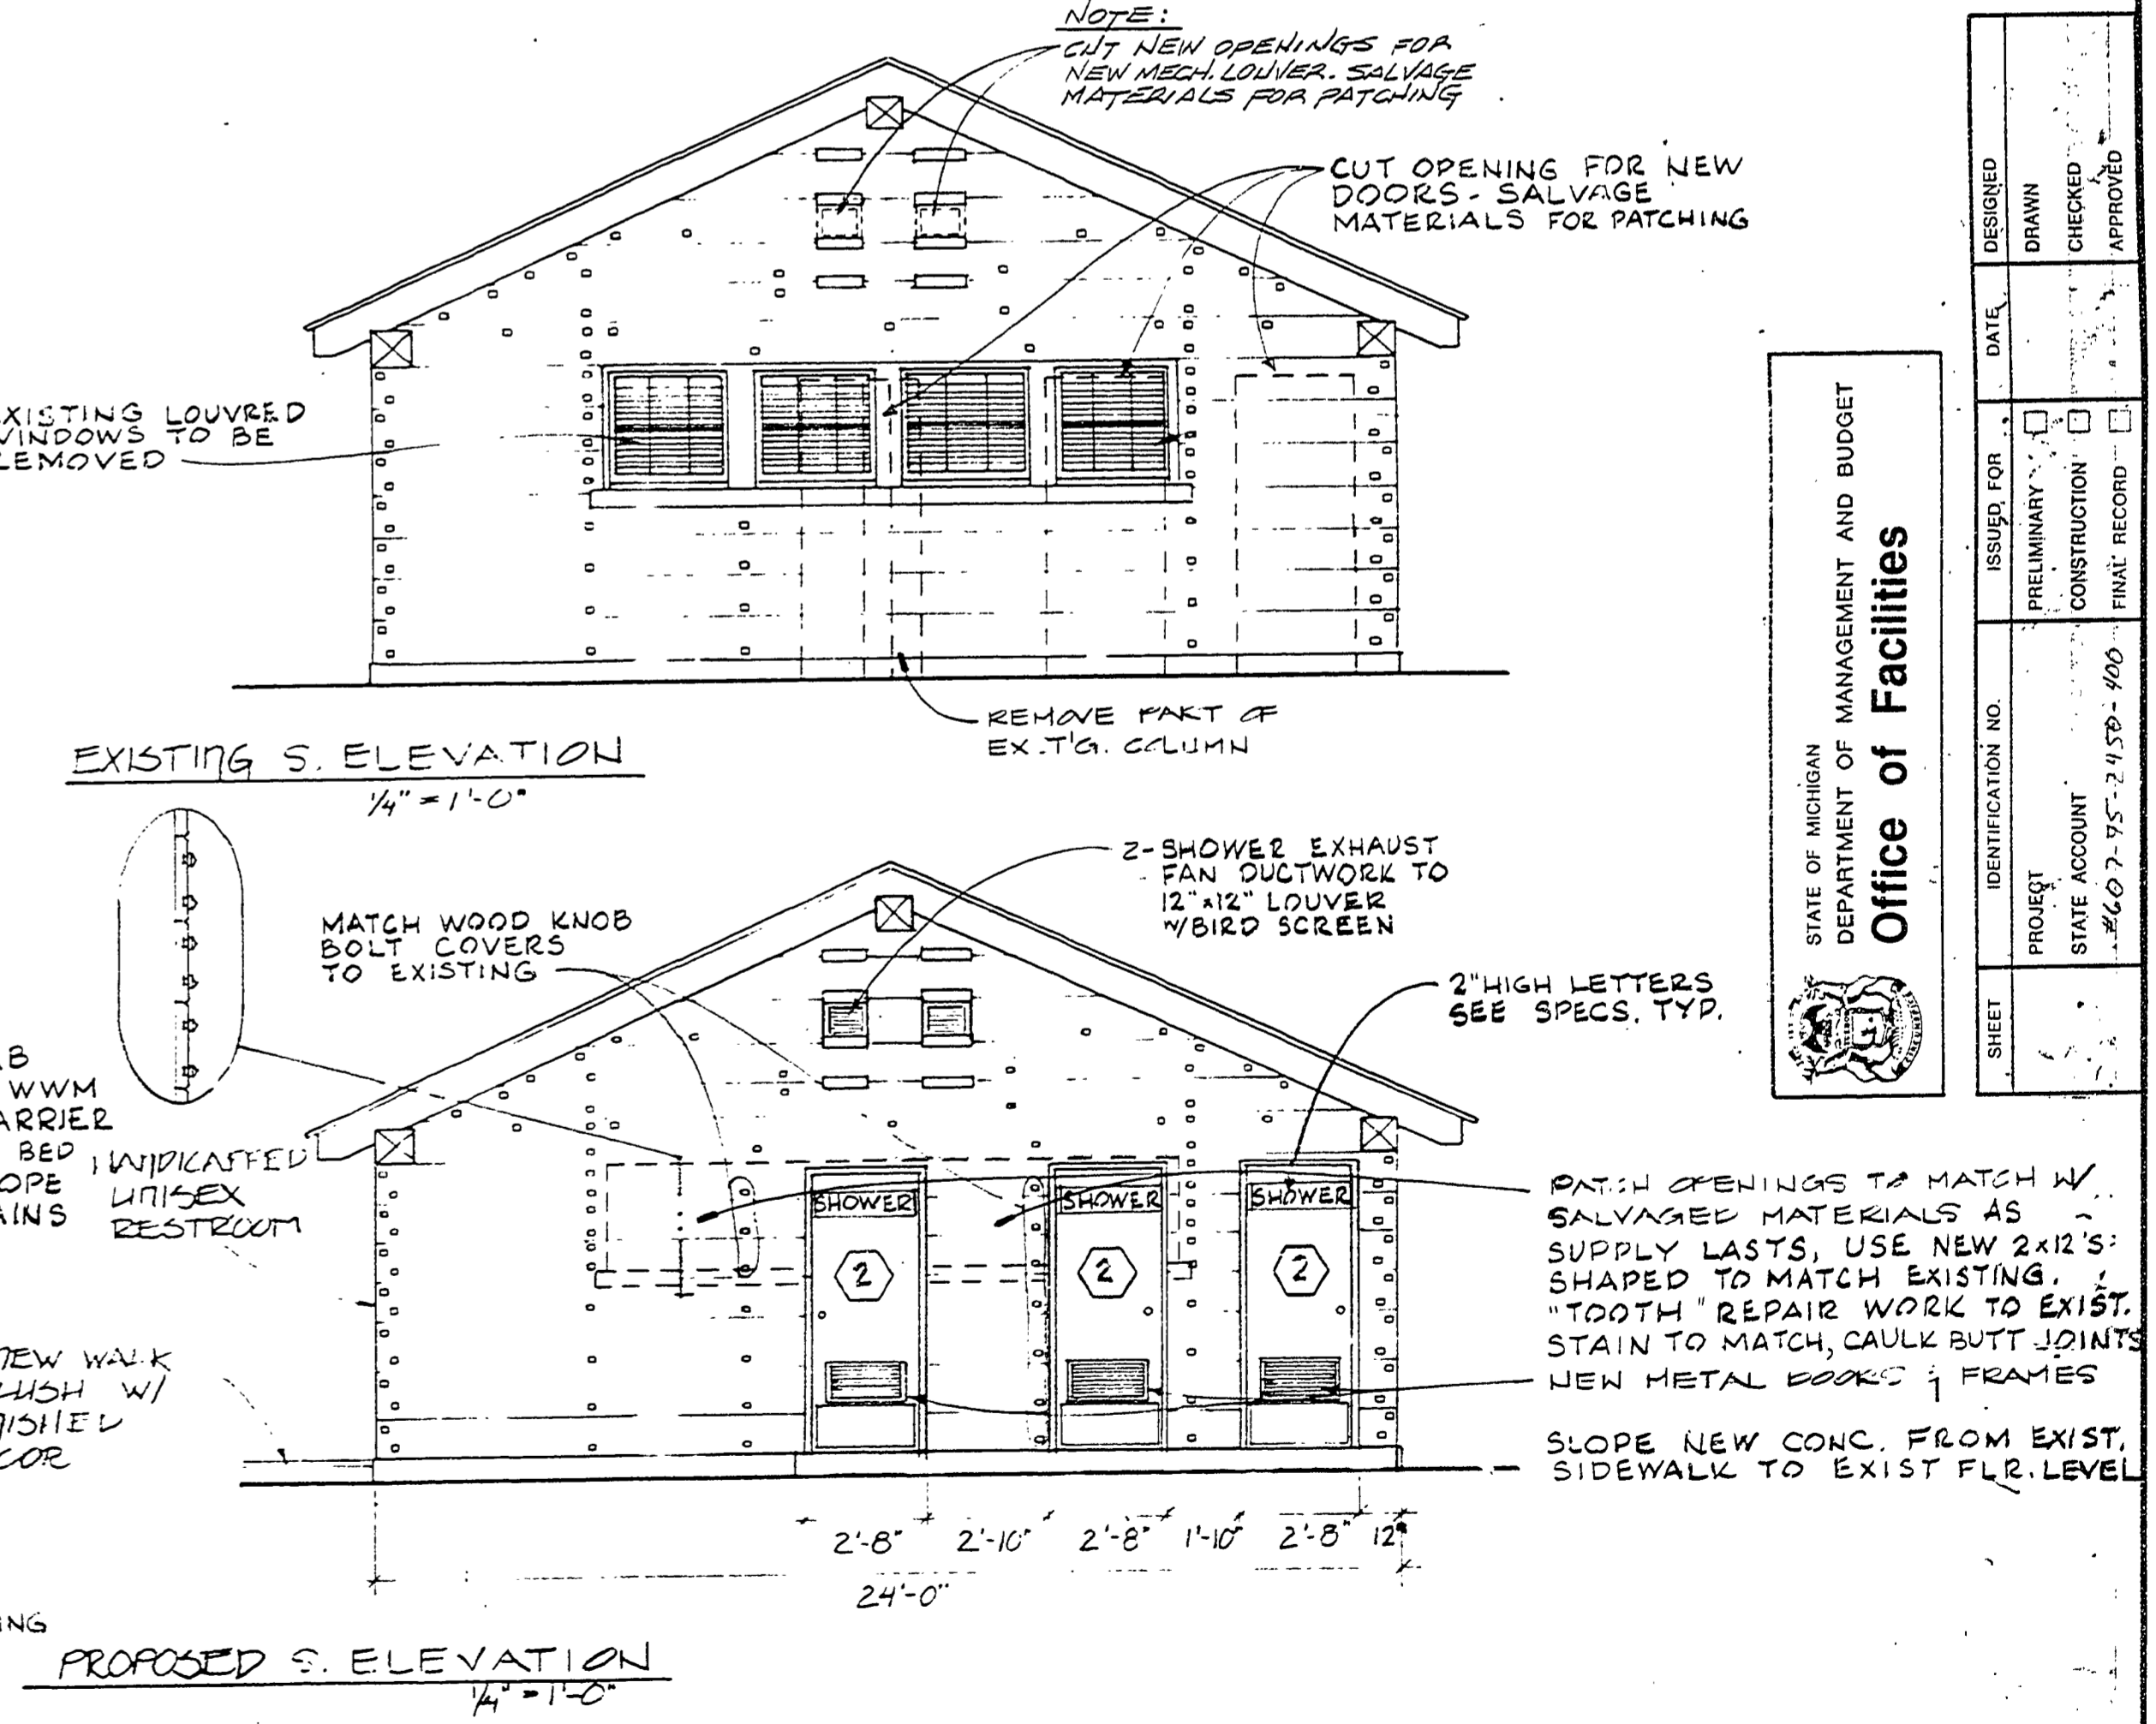 NOTE:
CUT NEW OPENINGS FOR
NEW MECH. LOUVER. SALVAGE
MATERIALS FOR PATCHING
CUT OPENING FOR NEW
DOORS - SALVAGE
MATERIALS FOR PATCHING
XISTING LOUVRED
WINDOWS TO BE
REMOVED
REMOVE PART OF
EX.T'G. COLUMN
EXISTING S. ELEVATION
1/4" = 1'-0"
2- SHOWER EXHAUST
FAN DUCTWORK TO
12"x12" LOUVER
W/BIRD SCREEN
MATCH WOOD KNOB
BOLT COVERS
TO EXISTING
2" HIGH LETTERS
SEE SPECS. TYP.
AB
WWM
ARRIER
BED
OPE
AINS
HANDICAPPED
UNISEX
RESTROOM
SHOWER
SHOWER
SHOWER
2
2
2
PATCH OPENINGS TO MATCH W/
SALVAGED MATERIALS AS
SUPPLY LASTS, USE NEW 2x12'S
SHAPED TO MATCH EXISTING.
"TOOTH" REPAIR WORK TO EXIST.
STAIN TO MATCH, CAULK BUTT JOINTS
NEW METAL DOORS & FRAMES
SLOPE NEW CONC. FROM EXIST.
SIDEWALK TO EXIST FLR. LEVEL
NEW WALK
FLUSH W/
NISHED
OOR
2'-8" 2'-10" 2'-8" 1'-10" 2'-8" 12"
24'-0"
ING
PROPOSED S. ELEVATION
1/4" = 1'-0"
STATE OF MICHIGAN
DEPARTMENT OF MANAGEMENT AND BUDGET
Office of Facilities
SHEET
IDENTIFICATION NO.
ISSUED FOR
DATE
DESIGNED
PROJECT
PRELIMINARY
DRAWN
STATE ACCOUNT
CONSTRUCTION
CHECKED
#607-75-2450-400
FINAL RECORD
APPROVED